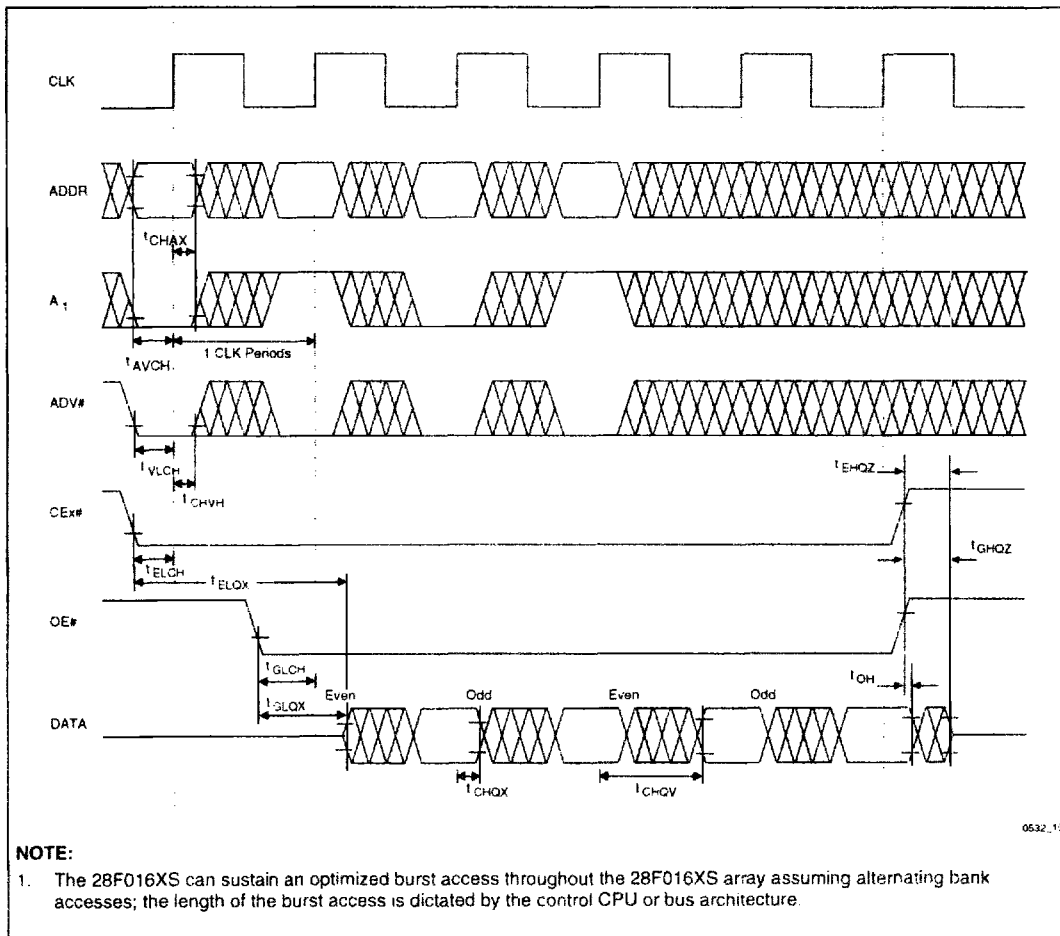 CLK
ADDR
tCHAX
A1
tAVCH
1 CLK Periods
ADV#
tVLCH
tCHVH
tEHQZ
CEx#
tELCH
tELQX
tGHQZ
OE#
tGLCH
tGLQX
tOH
Even Odd Even Odd
DATA
tCHQX
tCHQV
NOTE:
1. The 28F016XS can sustain an optimized burst access throughout the 28F016XS array assuming alternating bank
accesses; the length of the burst access is dictated by the control CPU or bus architecture.